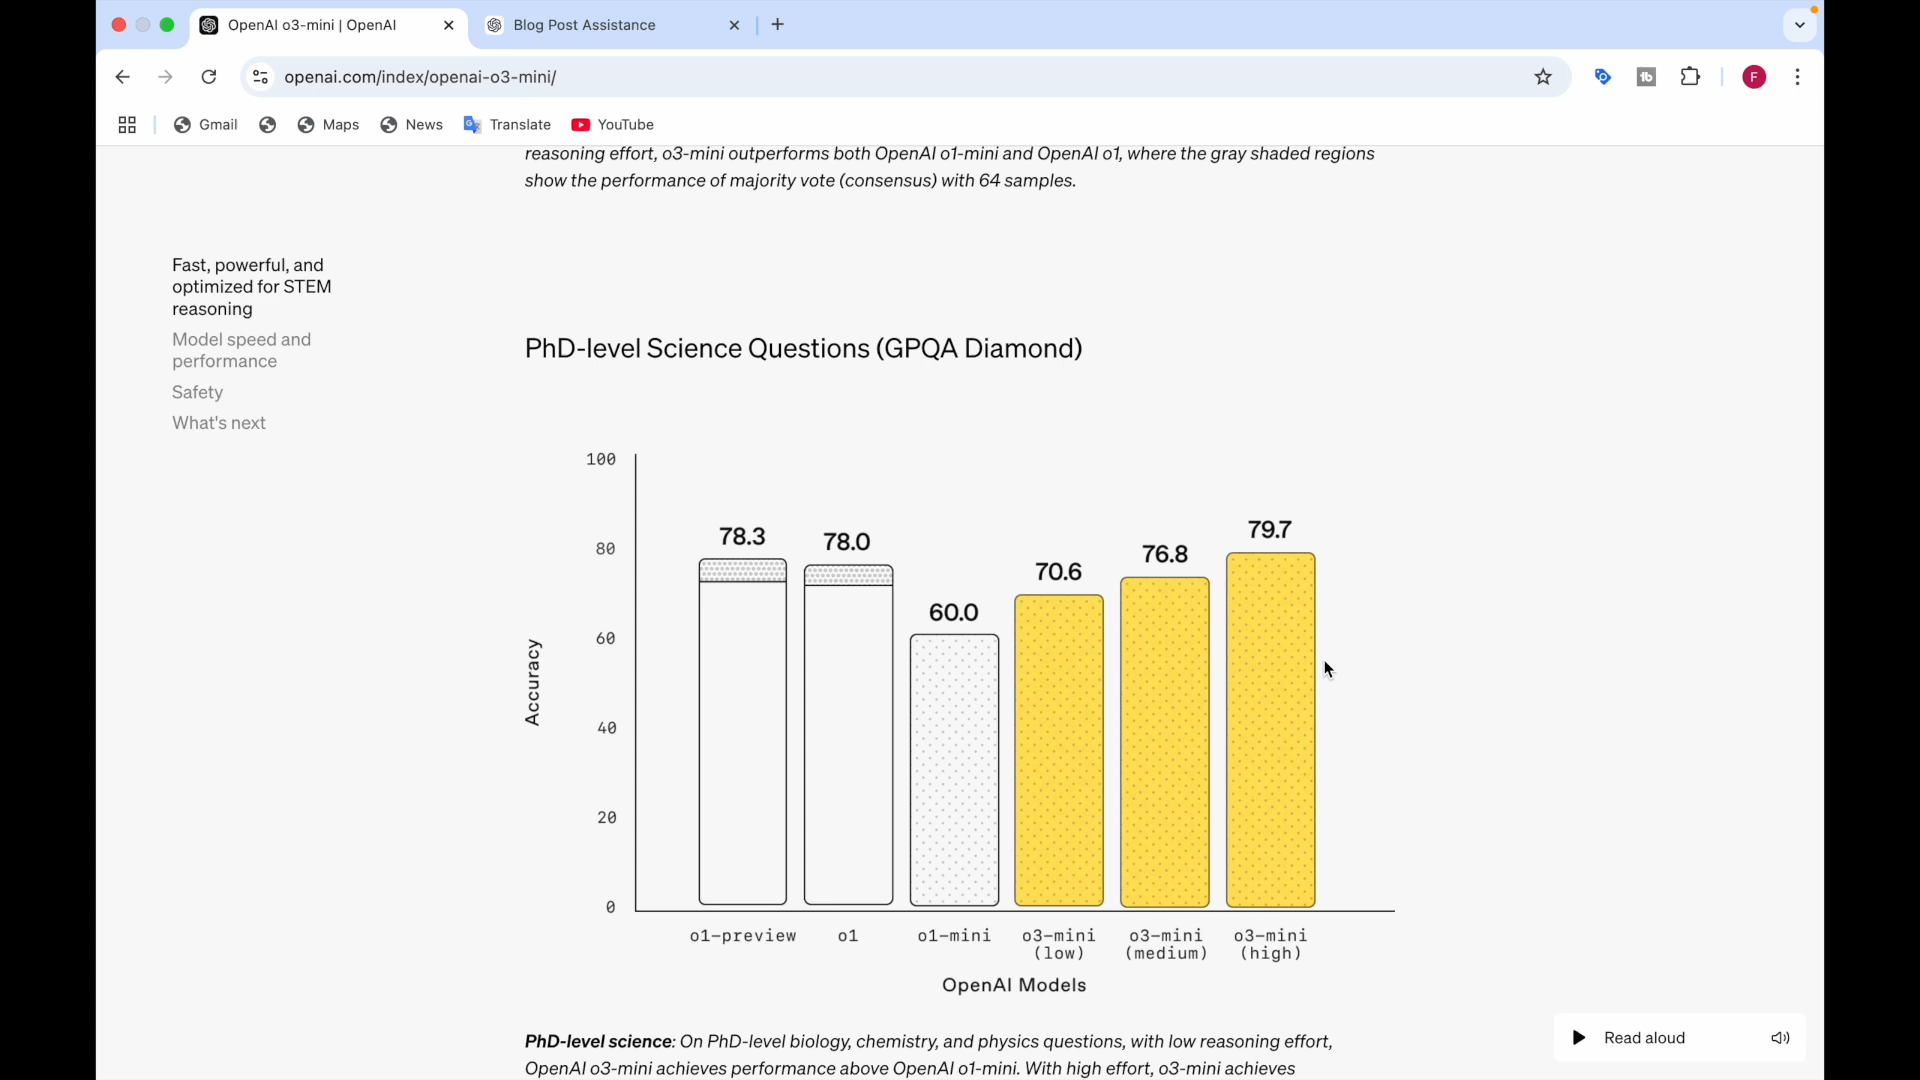 OpenAI o3-mini | OpenAI
Blog Post Assistance
openai.com/index/openai-o3-mini/
F
Gmail
Maps
News
Translate
YouTube
reasoning effort, o3-mini outperforms both OpenAI o1-mini and OpenAI o1, where the gray shaded regions
show the performance of majority vote (consensus) with 64 samples.
Fast, powerful, and
optimized for STEM
reasoning
Model speed and
performance
Safety
What's next
PhD-level Science Questions (GPQA Diamond)
100
80
60
40
20
0
Accuracy
78.3
78.0
60.0
70.6
76.8
79.7
o1-preview
o1
o1-mini
o3-mini
(low)
o3-mini
(medium)
o3-mini
(high)
OpenAI Models
PhD-level science: On PhD-level biology, chemistry, and physics questions, with low reasoning effort,
OpenAI o3-mini achieves performance above OpenAI o1-mini. With high effort, o3-mini achieves
Read aloud